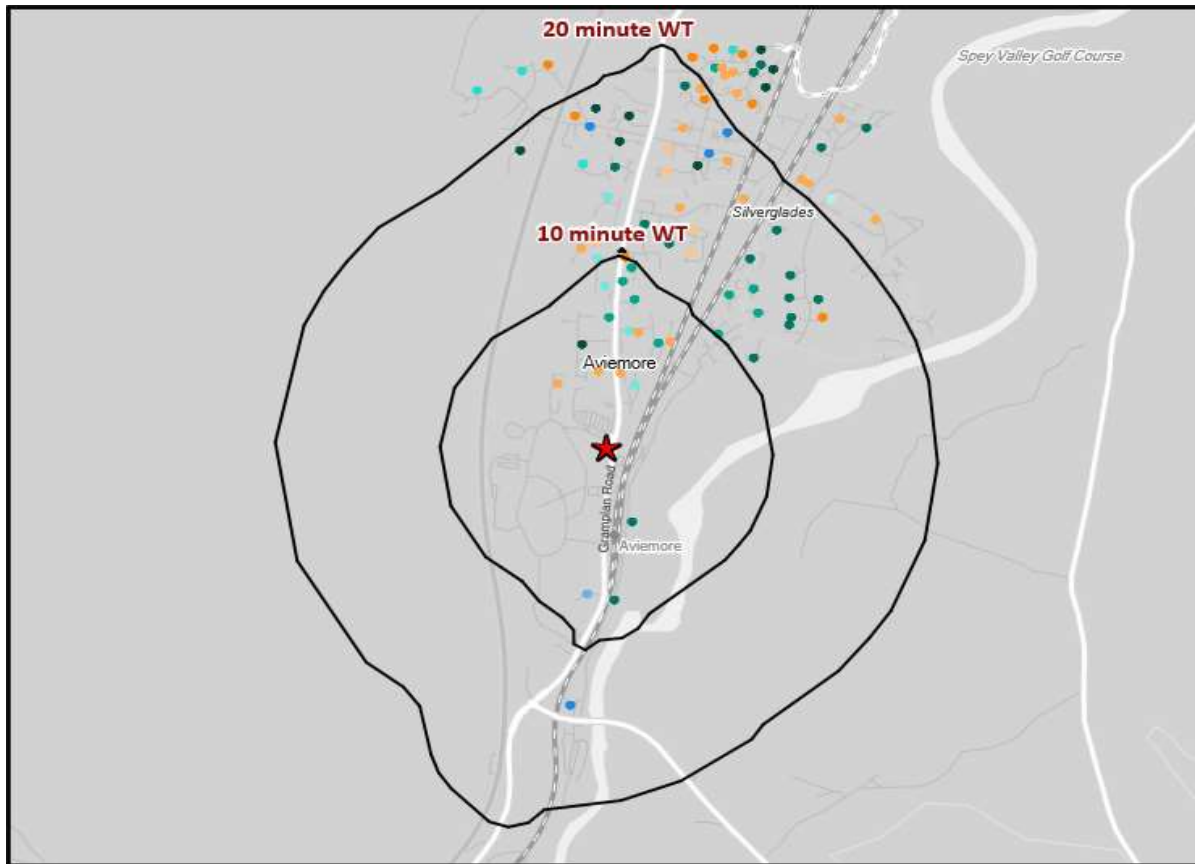 20 minute WT
Spey Valley Golf Course
Silverglades
10 minute WT
Aviemore
Grampian Road
Aviemore